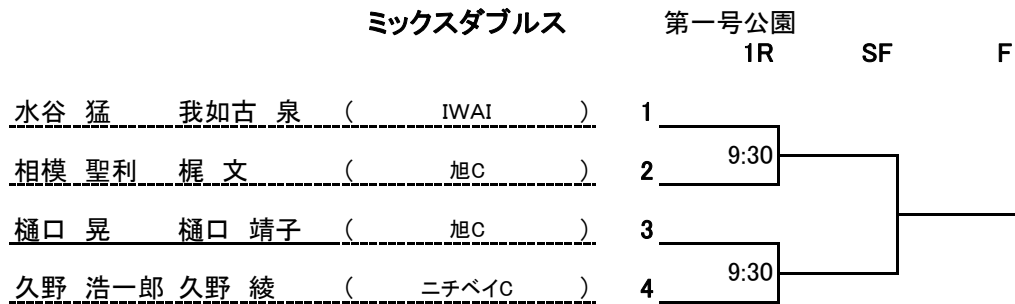 ミックスダブルス 第一号公園
1R SF F
水谷 猛 我如古 泉 ( IWAI ) 1
9:30
相模 聖利 梶 文 ( 旭C ) 2
樋口 晃 樋口 靖子 ( 旭C ) 3
9:30
久野 浩一郎 久野 綾 ( ニチベイC ) 4